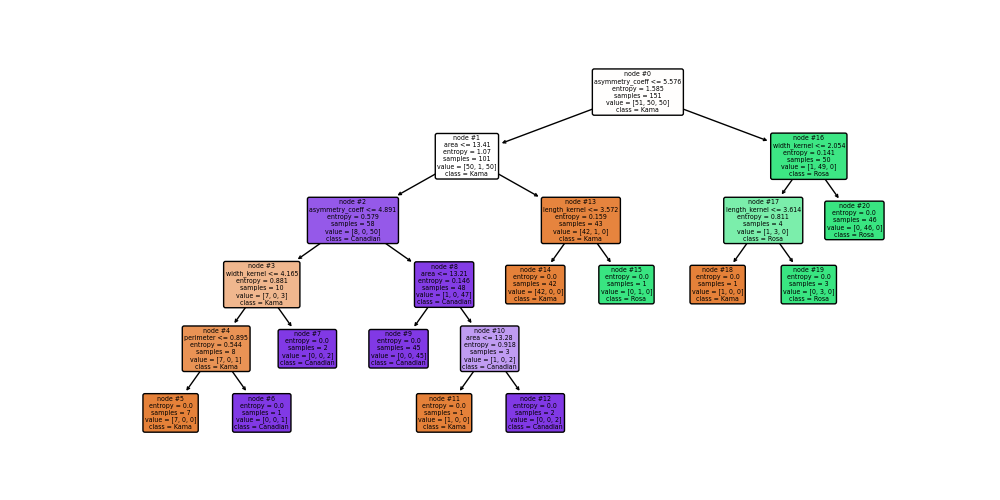 node #0
asymmetry_coeff <= 5.576
entropy = 1.585
samples = 151
value = [51, 50, 50]
class = Kama
node #1
area <= 13.41
entropy = 1.07
samples = 101
value = [50, 1, 50]
class = Kama
node #16
width_kernel <= 2.054
entropy = 0.141
samples = 50
value = [1, 49, 0]
class = Rosa
node #2
asymmetry_coeff <= 4.891
entropy = 0.579
samples = 58
value = [8, 0, 50]
class = Canadian
node #13
length_kernel <= 3.572
entropy = 0.159
samples = 43
value = [42, 1, 0]
class = Kama
node #17
length_kernel <= 3.614
entropy = 0.811
samples = 4
value = [1, 3, 0]
class = Rosa
node #20
entropy = 0.0
samples = 46
value = [0, 46, 0]
class = Rosa
node #3
width_kernel <= 4.165
entropy = 0.881
samples = 10
value = [7, 0, 3]
class = Kama
node #8
area <= 13.21
entropy = 0.146
samples = 48
value = [1, 0, 47]
class = Canadian
node #14
entropy = 0.0
samples = 42
value = [42, 0, 0]
class = Kama
node #15
entropy = 0.0
samples = 1
value = [0, 1, 0]
class = Rosa
node #18
entropy = 0.0
samples = 1
value = [1, 0, 0]
class = Kama
node #19
entropy = 0.0
samples = 3
value = [0, 3, 0]
class = Rosa
node #4
perimeter <= 0.895
entropy = 0.544
samples = 8
value = [7, 0, 1]
class = Kama
node #7
entropy = 0.0
samples = 2
value = [0, 0, 2]
class = Canadian
node #9
entropy = 0.0
samples = 45
value = [0, 0, 45]
class = Canadian
node #10
area <= 13.28
entropy = 0.918
samples = 3
value = [1, 0, 2]
class = Canadian
node #5
entropy = 0.0
samples = 7
value = [7, 0, 0]
class = Kama
node #6
entropy = 0.0
samples = 1
value = [0, 0, 1]
class = Canadian
node #11
entropy = 0.0
samples = 1
value = [1, 0, 0]
class = Kama
node #12
entropy = 0.0
samples = 2
value = [0, 0, 2]
class = Canadian